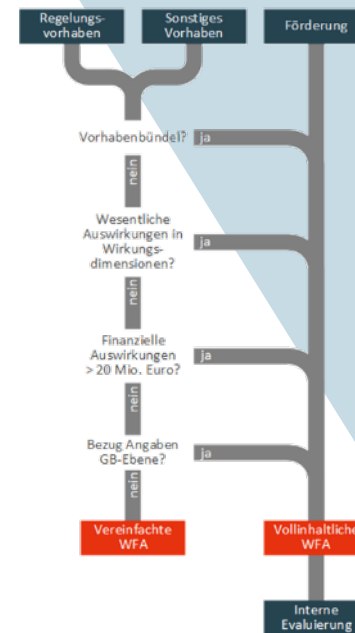 Regelungs-
vorhaben
Sonstiges
Vorhaben
Förderung
Vorhabenbündel?
ja
nein
Wesentliche
Auswirkungen in
Wirkungs-
dimensionen?
ja
nein
Finanzielle
Auswirkungen
> 20 Mio. Euro?
ja
nein
Bezug Angaben
GB-Ebene?
ja
nein
Vereinfachte
WFA
Vollinhaltliche
WFA
Interne
Evaluierung